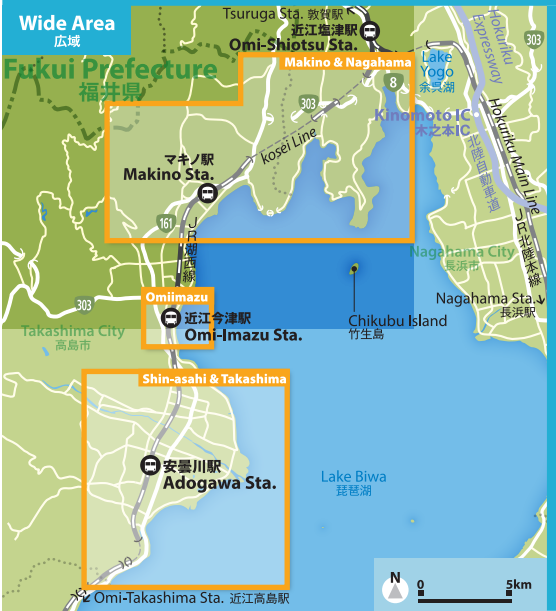 Wide Area
広域
Tsuruga Sta. 敦賀駅
近江塩津駅
Omi-Shiotsu Sta.
Hokuriku
Expressway
303
Lake
Yogo
余呉湖
Fukui Prefecture
福井県
Makino & Nagahama
8
303
Kinomoto IC
木之本IC
kosei Line
マキノ駅
Makino Sta.
Hokuriku Main Line
北陸自動車道
161
JR湖西線
JR北陸本線
Nagahama City
長浜市
Nagahama Sta.
長浜駅
Omiimazu
303
近江今津駅
Omi-Imazu Sta.
Chikubu Island
竹生島
Takashima City
高島市
Shin-asahi & Takashima
安曇川駅
Adogawa Sta.
Lake Biwa
琵琶湖
N
0
5km
Omi-Takashima Sta. 近江高島駅